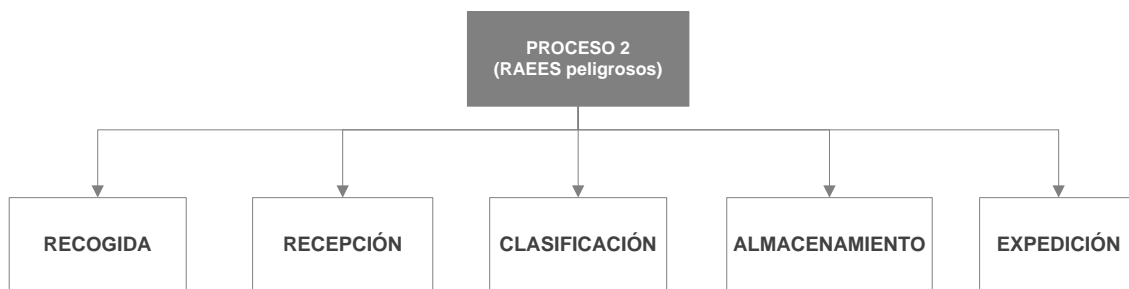 PROCESO 2
(RAEES peligrosos)
RECOGIDA
RECEPCIÓN
CLASIFICACIÓN
ALMACENAMIENTO
EXPEDICIÓN